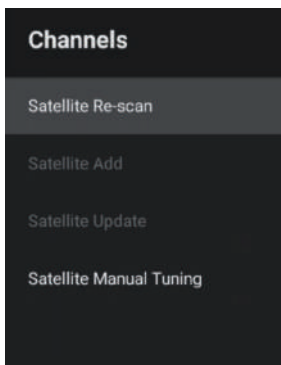 Channels
Satellite Re-scan
Satellite Add
Satellite Update
Satellite Manual Tuning